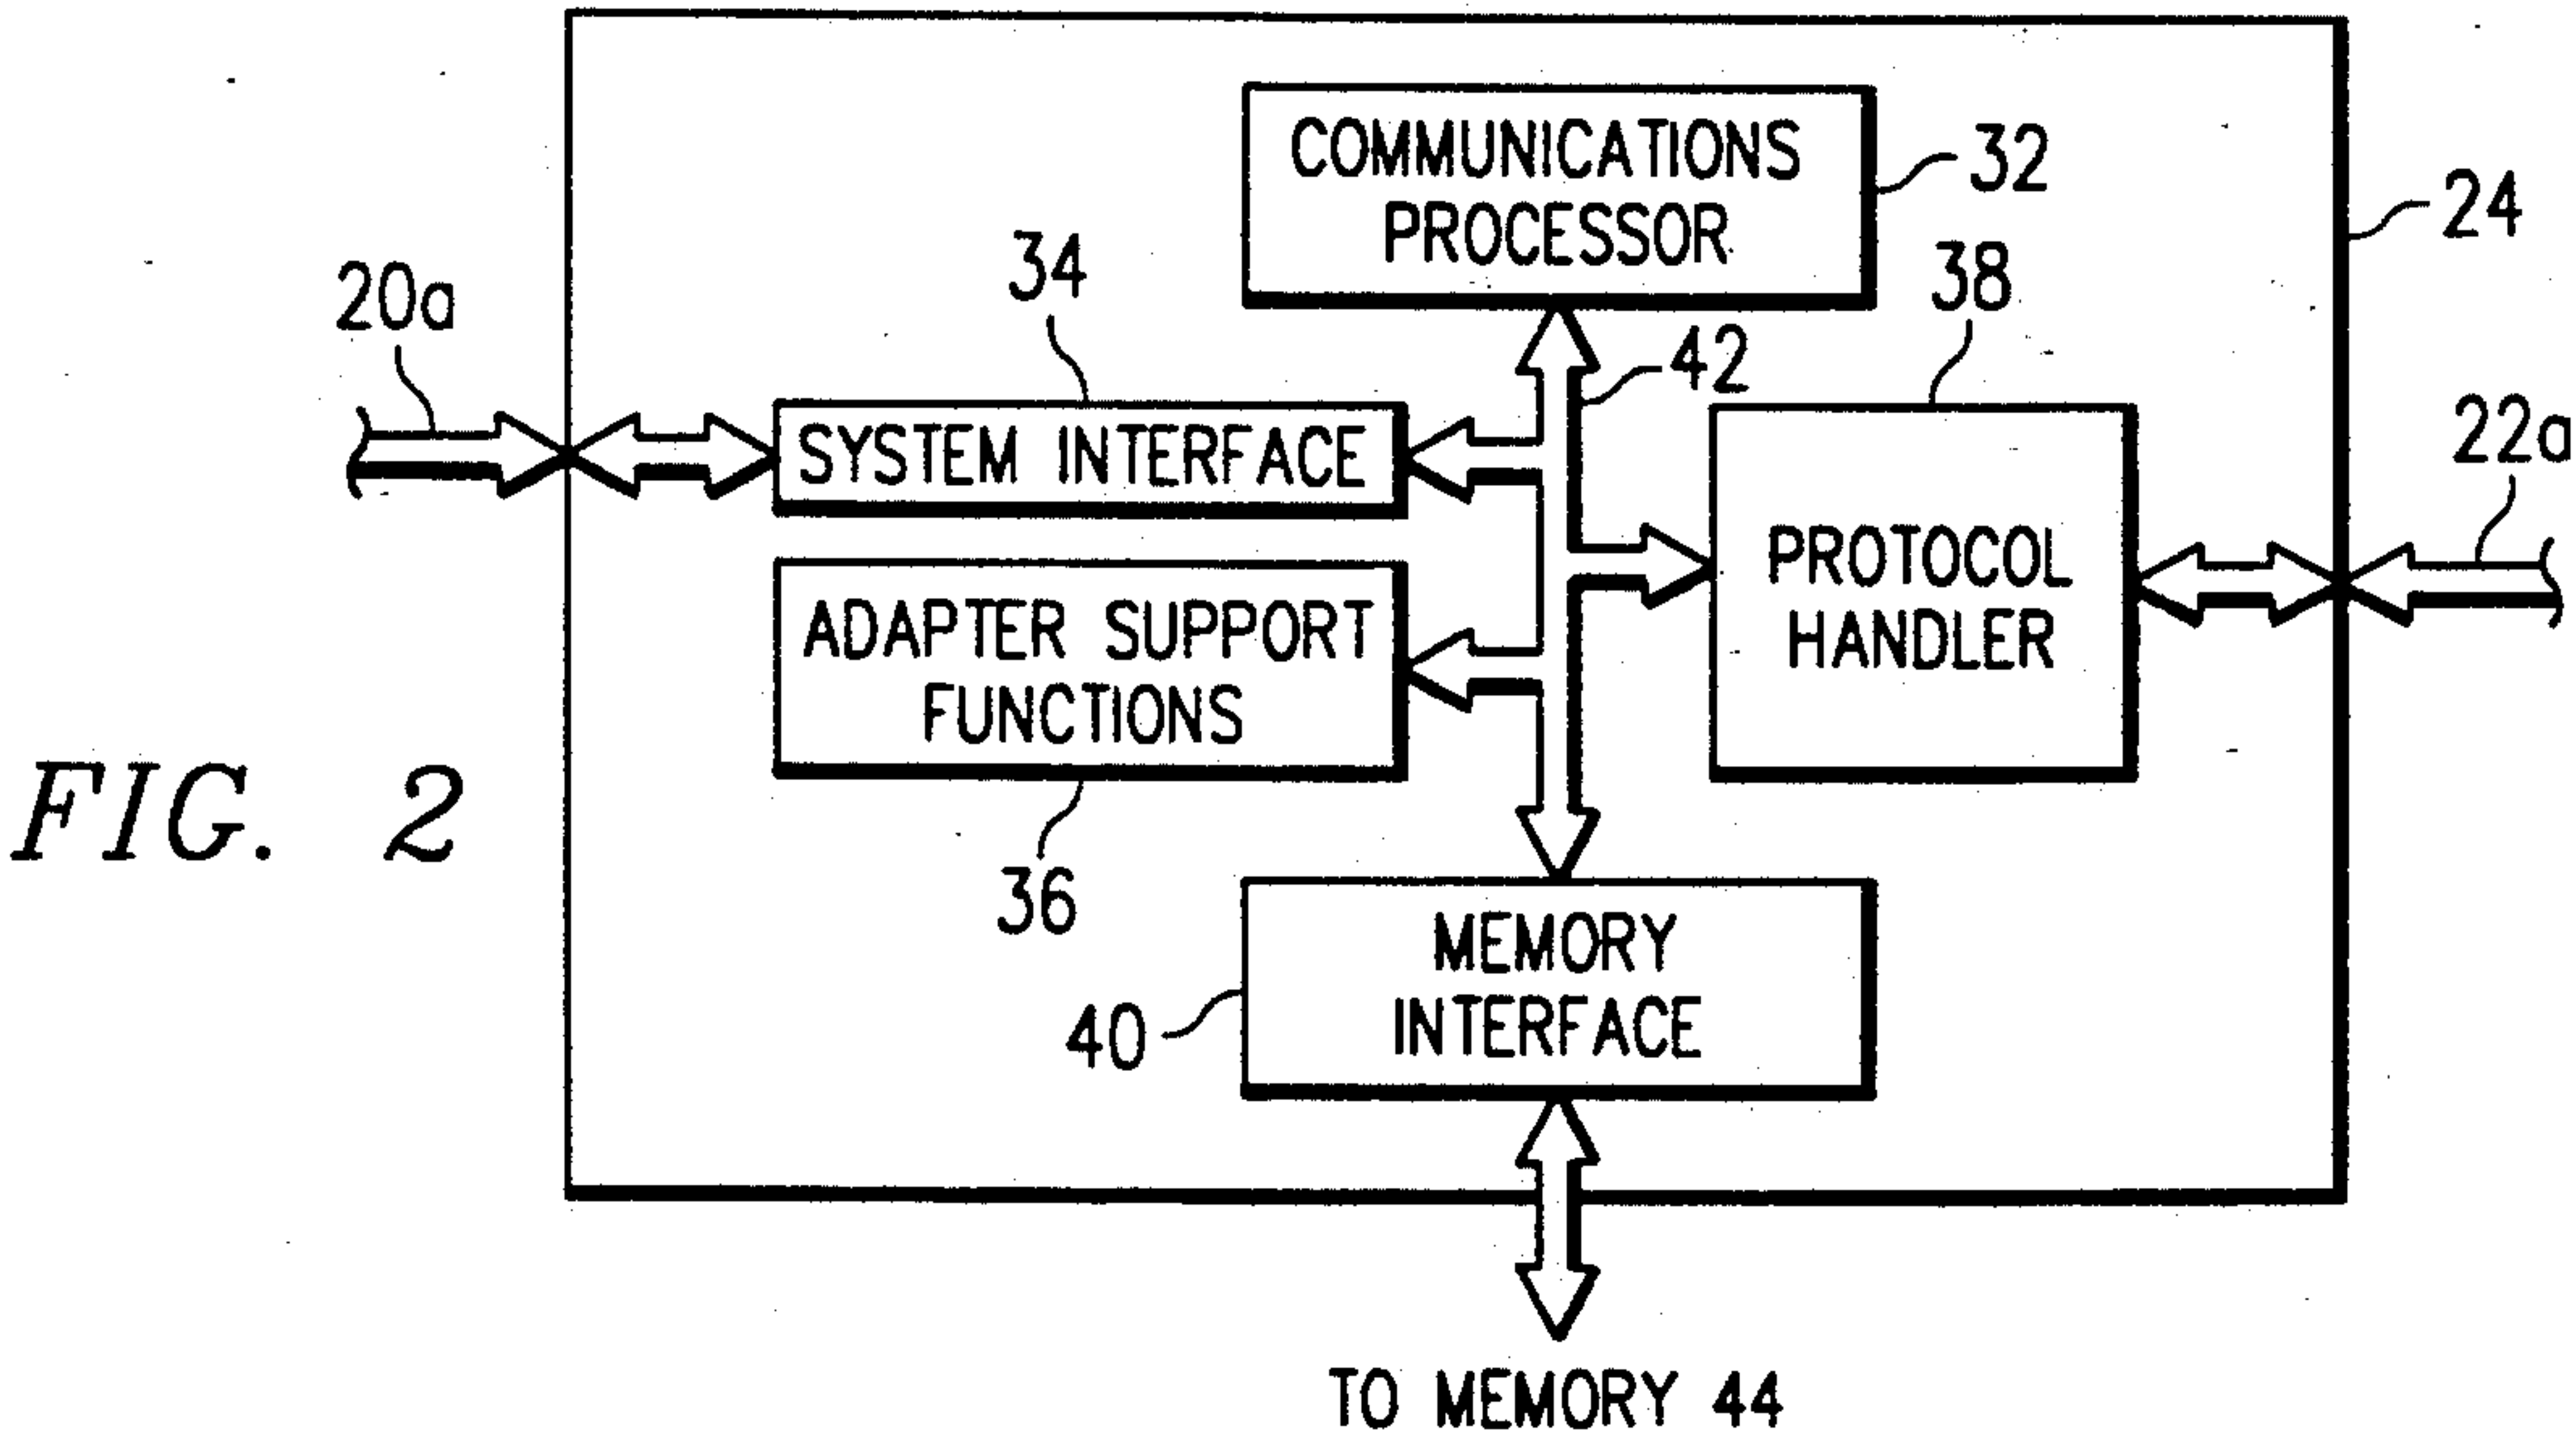 COMMUNICATIONS
PROCESSOR
32
24
34
38
20a
42
22a
SYSTEM INTERFACE
PROTOCOL
HANDLER
ADAPTER SUPPORT
FUNCTIONS
FIG. 2
36
MEMORY
INTERFACE
40
TO MEMORY 44